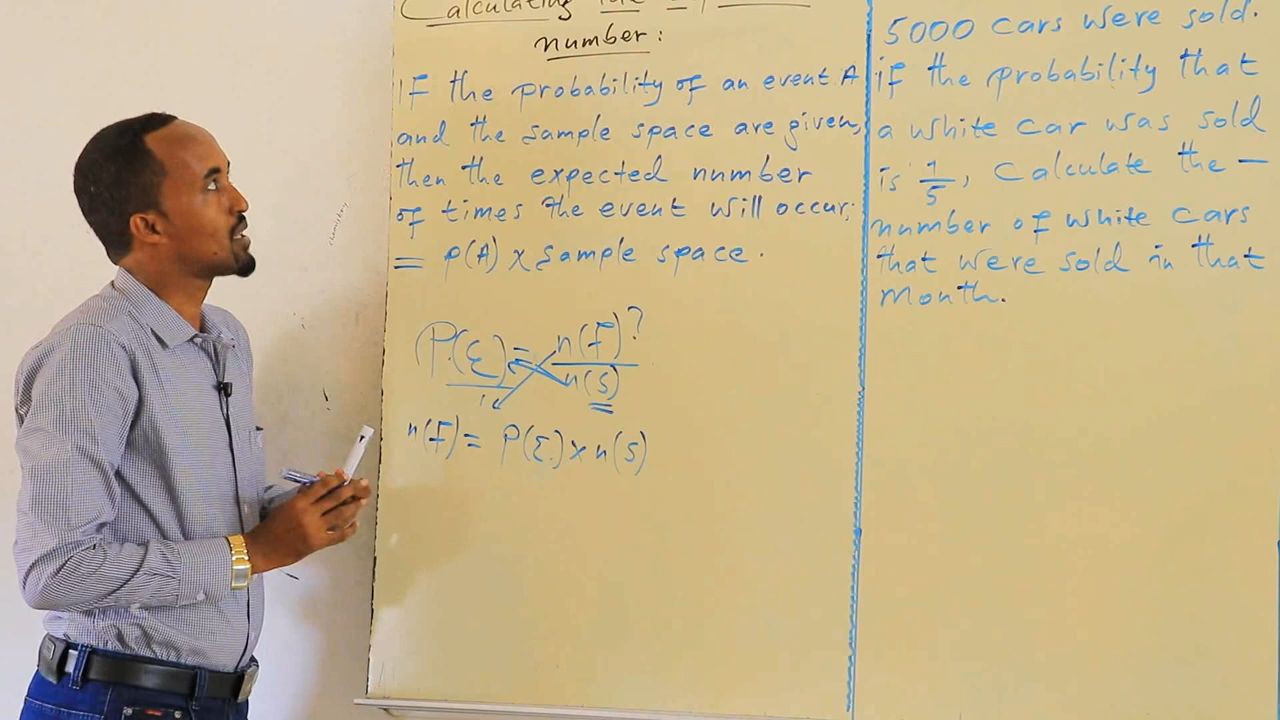 Calculating
number:
IF the probability of an event A
and the sample space are given,
then the expected number
of times the event will occur;
= P(A) x sample space.
P(E) = n(F)?
n(s)
n(F) = P(E) x n(s)
5000 cars were sold.
if the probability that
a white car was sold
is 1/5, Calculate the —
number of white cars
that were sold in that
month.